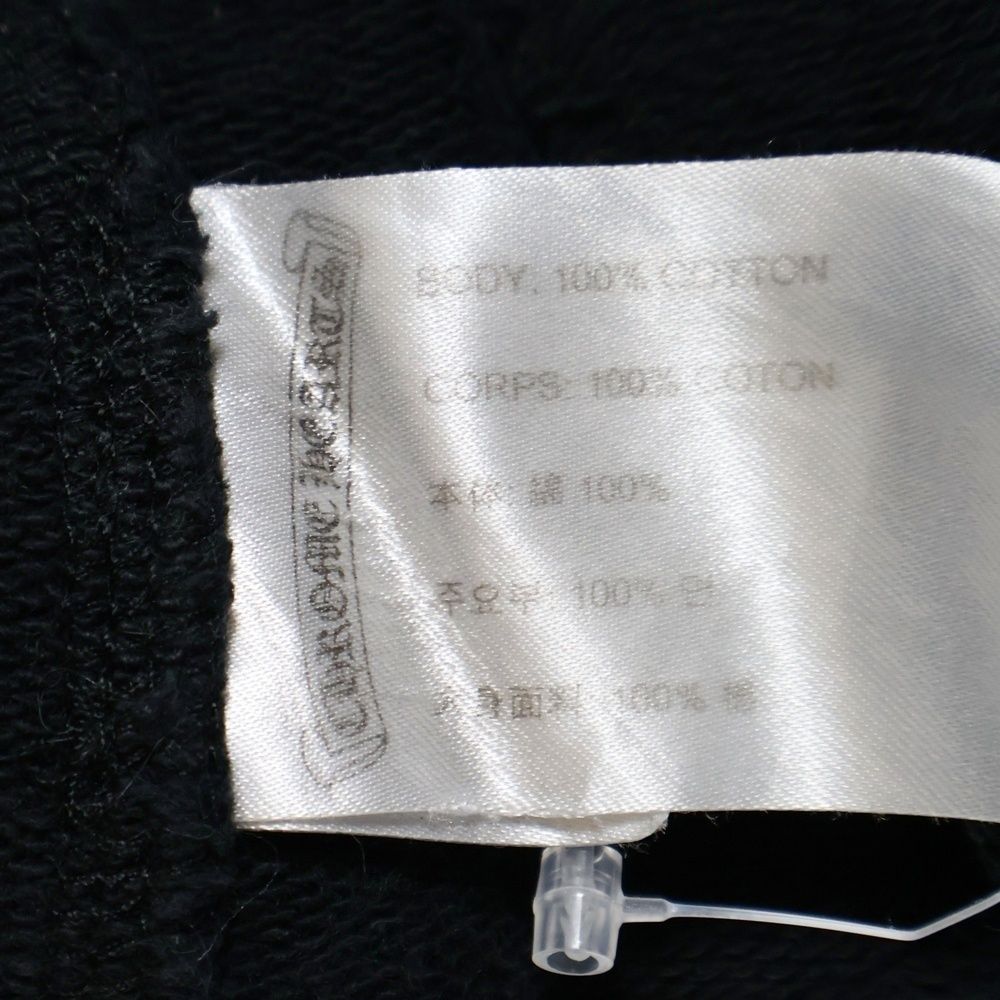 CHROME HEARTS
BODY: 100% COTTON
CORPS: 100% COTON
本体: 綿 100%
주요부: 100% 면
大身面料: 100% 棉